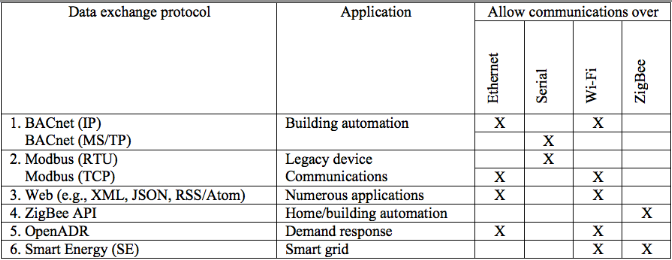 Data exchange protocol Application Allow communications over
Ethernet Serial Wi-Fi ZigBee
1. BACnet (IP) Building automation X X
BACnet (MS/TP) X
2. Modbus (RTU) Legacy device X
Modbus (TCP) Communications X X
3. Web (e.g., XML, JSON, RSS/Atom) Numerous applications X X
4. ZigBee API Home/building automation X
5. OpenADR Demand response X X
6. Smart Energy (SE) Smart grid X X